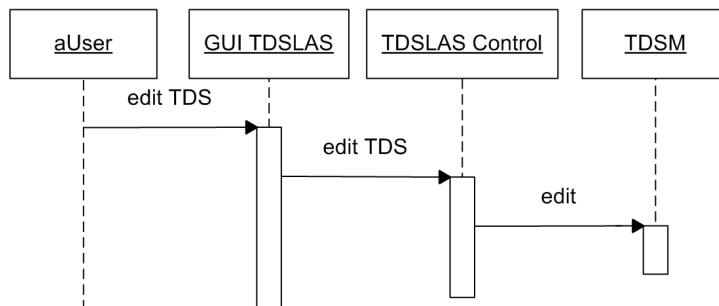 aUser
GUI TDSLAS
TDSLAS Control
TDSM
edit TDS
edit TDS
edit